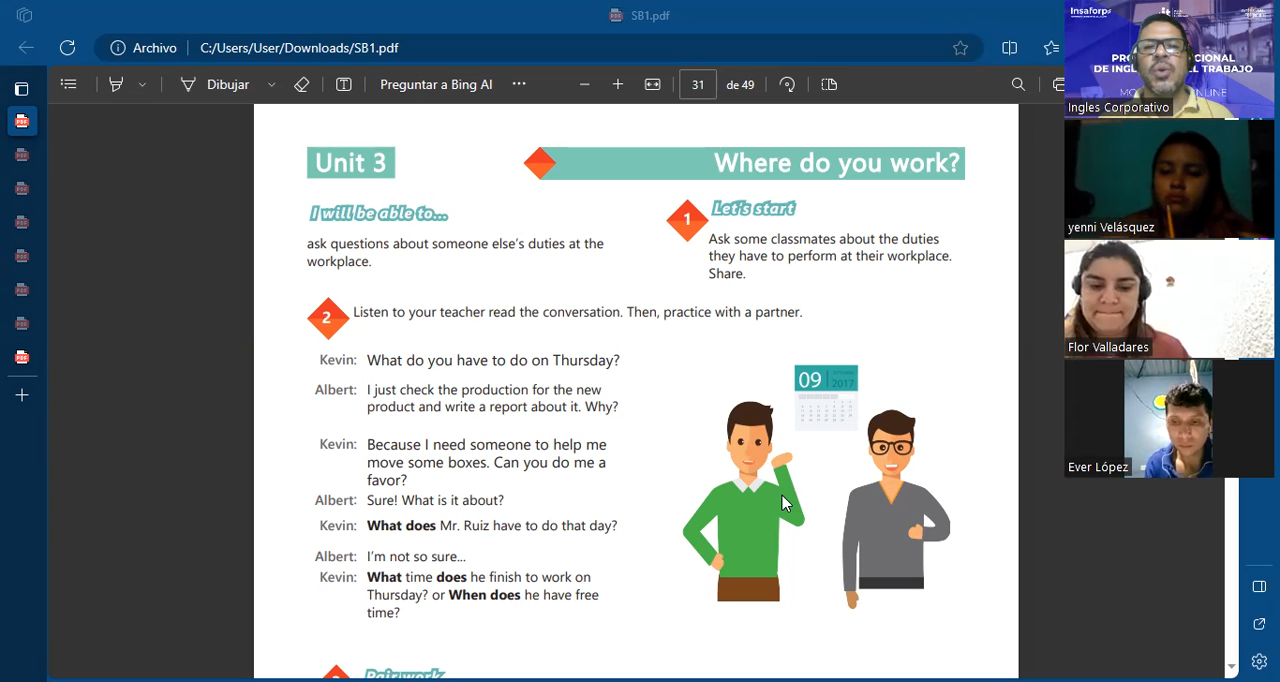 SB1.pdf
Archivo
C:/Users/User/Downloads/SB1.pdf
Dibujar
Preguntar a Bing AI
31
de 49
Unit 3
Where do you work?
I will be able to...
ask questions about someone else's duties at the
workplace.
1
Let's start
Ask some classmates about the duties
they have to perform at their workplace.
Share.
2
Listen to your teacher read the conversation. Then, practice with a partner.
Kevin: What do you have to do on Thursday?
Albert: I just check the production for the new
product and write a report about it. Why?
Kevin: Because I need someone to help me
move some boxes. Can you do me a
favor?
Albert: Sure! What is it about?
Kevin: What does Mr. Ruiz have to do that day?
Albert: I'm not so sure...
Kevin: What time does he finish to work on
Thursday? or When does he have free
time?
09
2017
Pair work
Insaforp
DE INGL
EL TRABAJO
NLINE
Ingles Corporativo
yenni Velásquez
Flor Valladares
Ever López